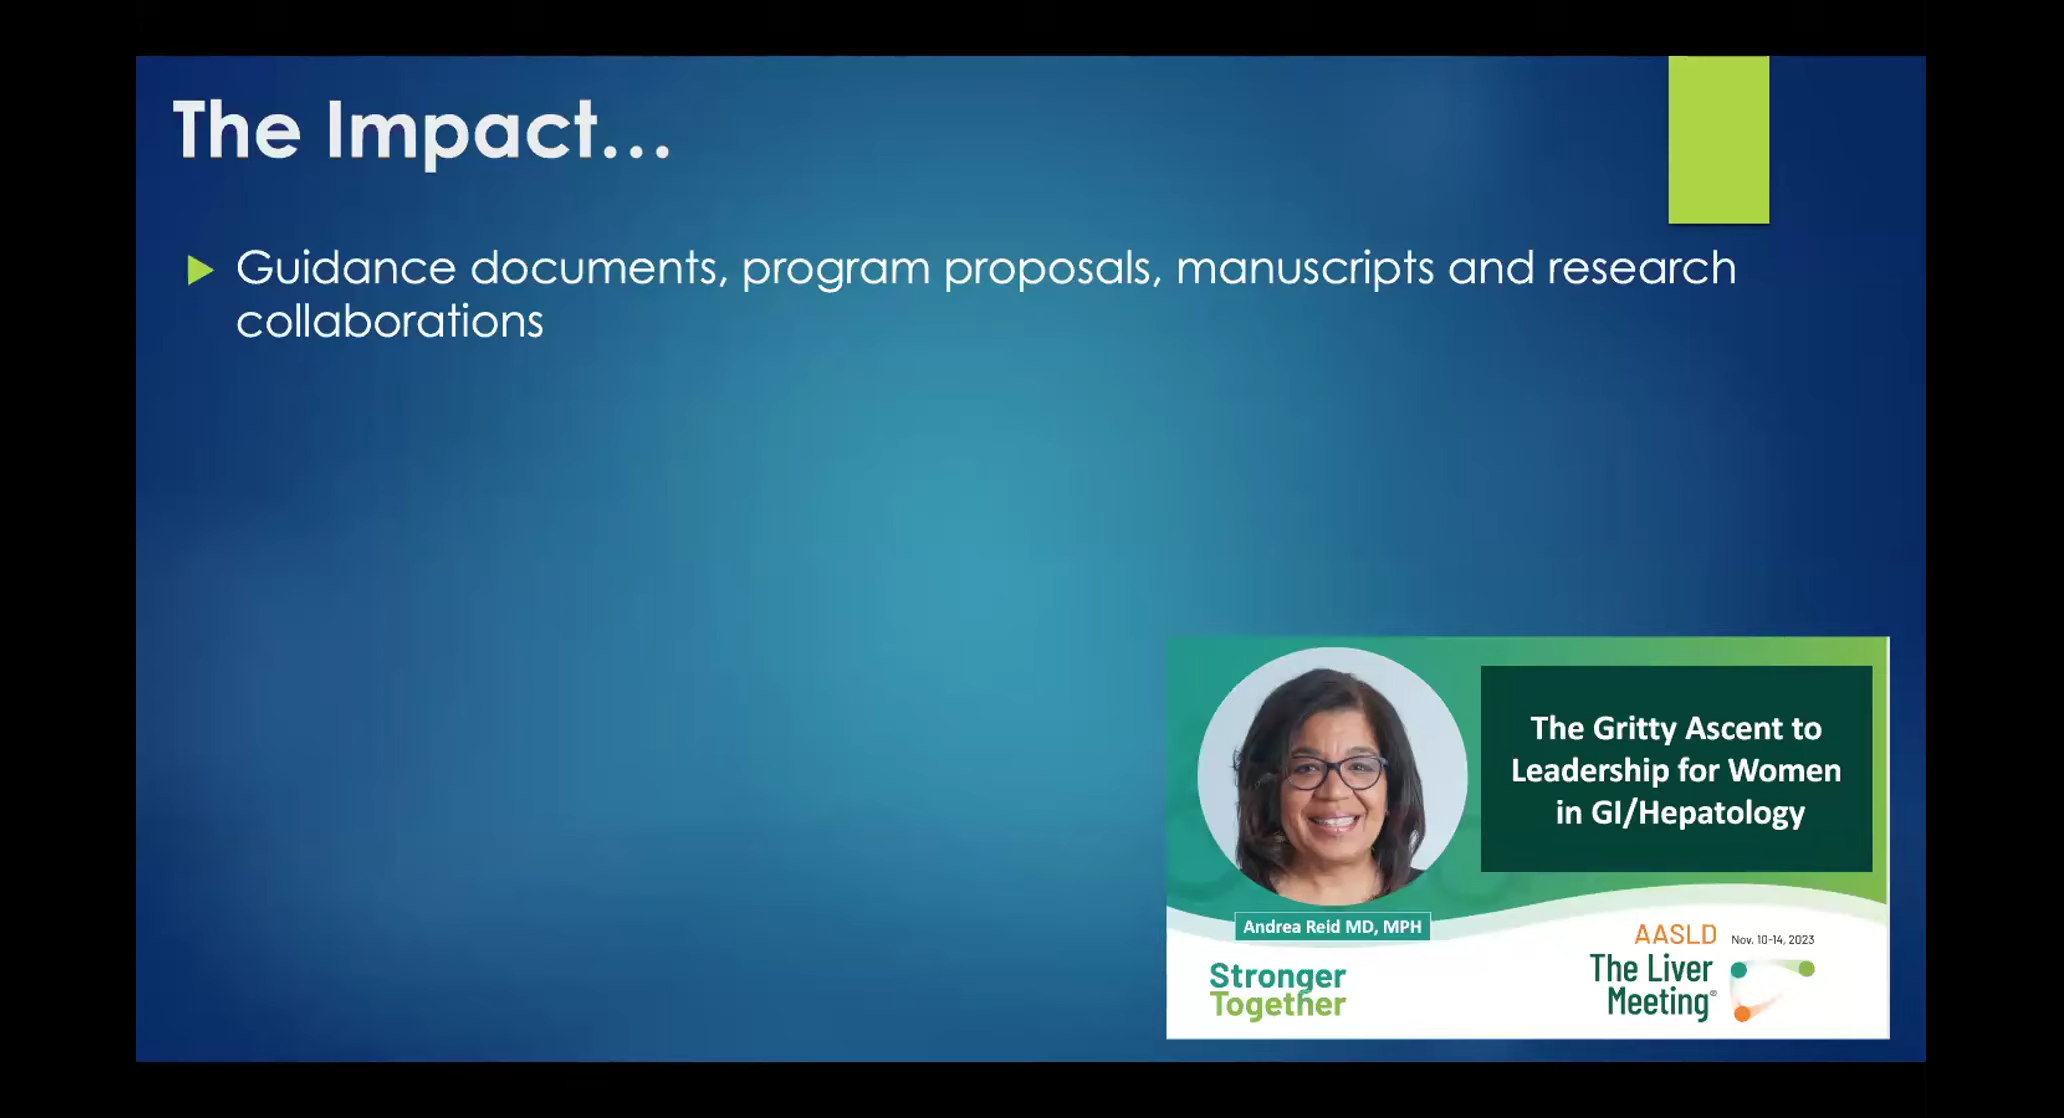 The Impact...
Guidance documents, program proposals, manuscripts and research
collaborations
The Gritty Ascent to
Leadership for Women
in GI/Hepatology
Andrea Reid MD, MPH
Stronger
Together
AASLD Nov. 10-14, 2023
The Liver
Meeting®